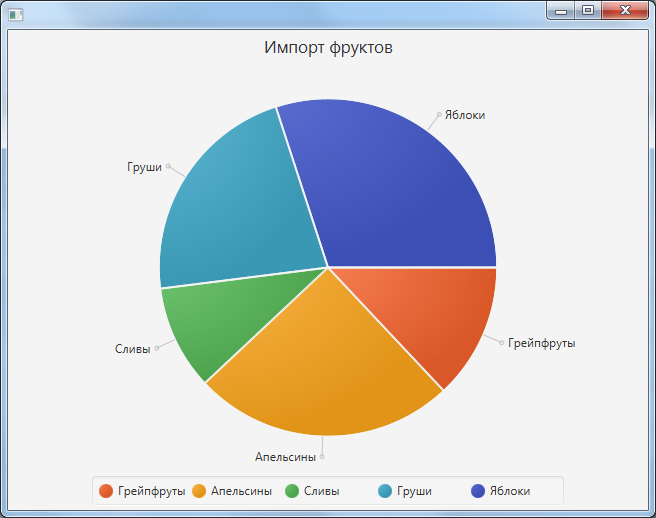 Импорт фруктов
Яблоки
Груши
Грейпфруты
Сливы
Апельсины
Грейпфруты Апельсины Сливы Груши Яблоки